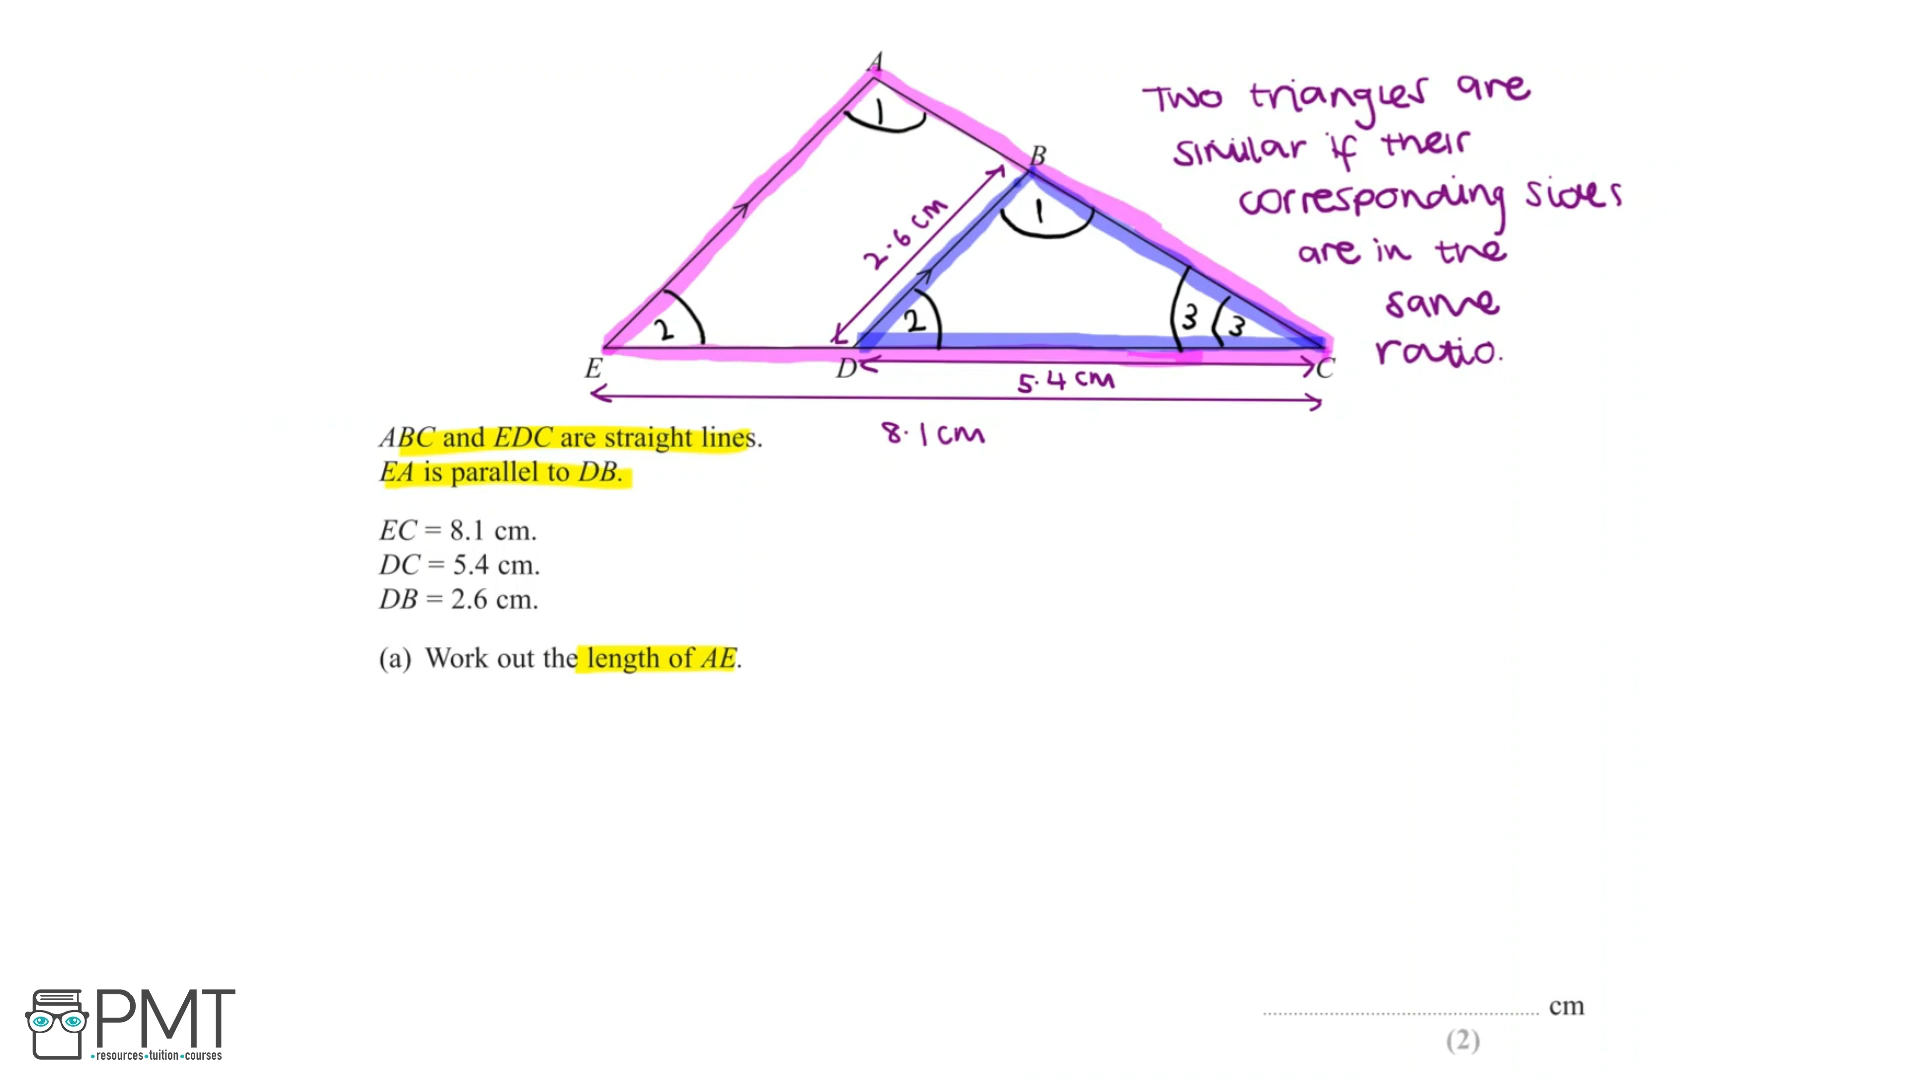 A
Two triangles are
similar if their
corresponding sides
are in the
same
ratio.
1
B
2.6 cm
1
2
2
3
3
E
D
C
5.4 cm
8.1 cm
ABC and EDC are straight lines.
EA is parallel to DB.
EC = 8.1 cm.
DC = 5.4 cm.
DB = 2.6 cm.
(a) Work out the length of AE.
.................................................. cm
(2)
PMT
•resources•tuition•courses